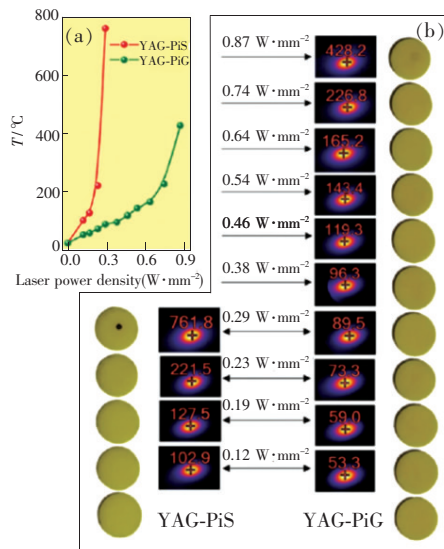 (a)
YAG-PiS
YAG-PiG
800
600
400
200
0
0
0.3
0.6
0.9
T/℃
Laser power density(W·mm⁻²)
(b)
0.87 W·mm⁻²
428.2
0.74 W·mm⁻²
226.8
0.64 W·mm⁻²
165.2
0.54 W·mm⁻²
143.4
0.46 W·mm⁻²
119.3
0.38 W·mm⁻²
96.3
761.8
0.29 W·mm⁻²
89.5
221.5
0.23 W·mm⁻²
73.3
127.5
0.19 W·mm⁻²
59.0
102.9
0.12 W·mm⁻²
53.3
YAG-PiS
YAG-PiG